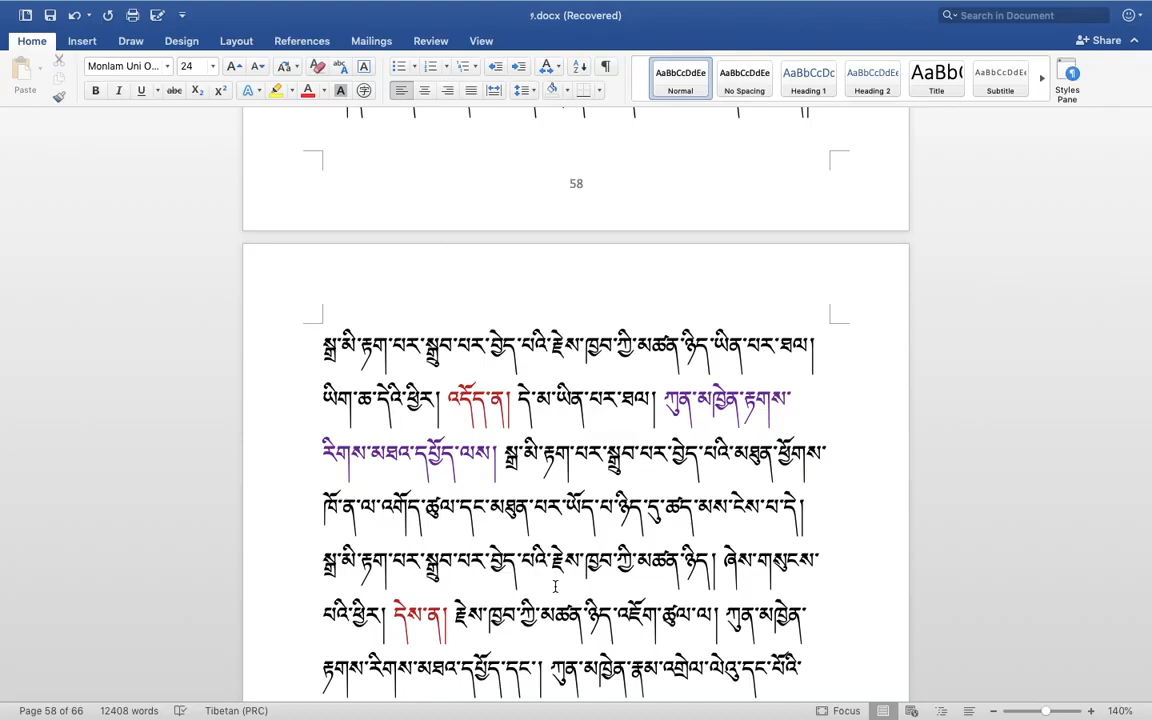 ༡.docx (Recovered)
Search in Document
Home Insert Draw Design Layout References Mailings Review View
Share
Paste
Monlam Uni O... 24
AaBbCcDdEe AaBbCcDdEe AaBbCcDc AaBbCcDdEe AaBb( AaBbCcDdEe
Normal No Spacing Heading 1 Heading 2 Title Subtitle
Styles
Pane
58
སྒྲ་མི་རྟག་པར་སྒྲུབ་པར་བྱེད་པའི་རྗེས་ཁྱབ་ཀྱི་མཚན་ཉིད་ཡིན་པར་ཐལ།
ཡིག་ཆ་དེའི་ཕྱིར། འདོད་ན། དེ་མ་ཡིན་པར་ཐལ། ཀུན་མཁྱེན་རྟགས་
རིགས་མཐའ་དཔྱོད་ལས། སྒྲ་མི་རྟག་པར་སྒྲུབ་པར་བྱེད་པའི་མཐུན་ཕྱོགས་
ཁོ་ན་ལ་འགོད་ཚུལ་དང་མཐུན་པར་ཡོད་པ་ཉིད་དུ་ཚད་མས་ངེས་པ་དེ།
སྒྲ་མི་རྟག་པར་སྒྲུབ་པར་བྱེད་པའི་རྗེས་ཁྱབ་ཀྱི་མཚན་ཉིད། ཞེས་གསུངས་
པའི་ཕྱིར། དེས་ན། རྗེས་ཁྱབ་ཀྱི་མཚན་ཉིད་འཇོག་ཚུལ་ལ། ཀུན་མཁྱེན་
རྟགས་རིགས་མཐའ་དཔྱོད་དང་། ཀུན་མཁྱེན་རྣམ་འགྲེལ་ལེའུ་དང་པོའི་
Page 58 of 66 12408 words Tibetan (PRC) Focus 140%